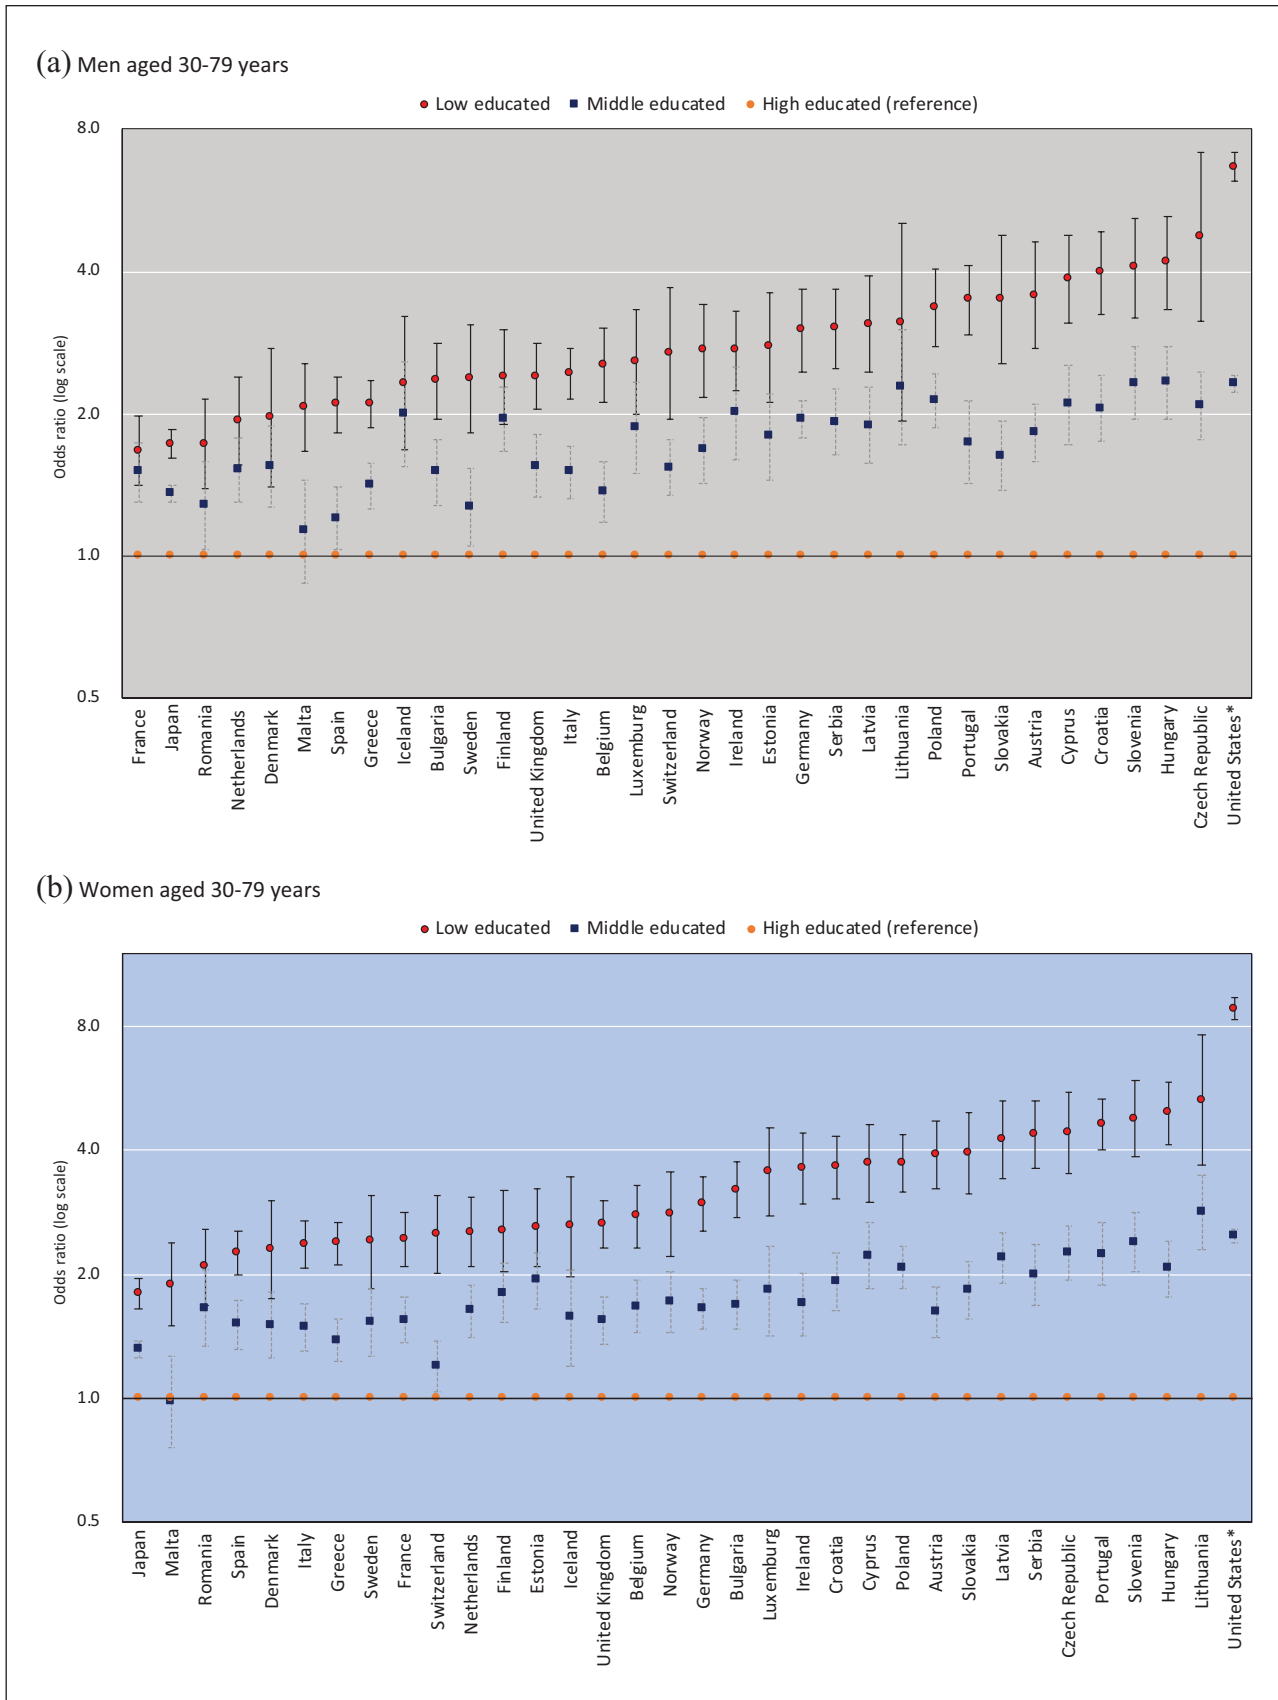 (a) Men aged 30-79 years
Low educated Middle educated High educated (reference)
8.0
4.0
2.0
1.0
0.5
Odds ratio (log scale)
France
Japan
Romania
Netherlands
Denmark
Malta
Spain
Greece
Iceland
Bulgaria
Sweden
Finland
United Kingdom
Italy
Belgium
Luxemburg
Switzerland
Norway
Ireland
Estonia
Germany
Serbia
Latvia
Lithuania
Poland
Portugal
Slovakia
Austria
Cyprus
Croatia
Slovenia
Hungary
Czech Republic
United States*
(b) Women aged 30-79 years
Low educated Middle educated High educated (reference)
8.0
4.0
2.0
1.0
0.5
Odds ratio (log scale)
Japan
Malta
Romania
Spain
Denmark
Italy
Greece
Sweden
France
Switzerland
Netherlands
Finland
Estonia
Iceland
United Kingdom
Belgium
Norway
Germany
Bulgaria
Luxemburg
Ireland
Croatia
Cyprus
Poland
Austria
Slovakia
Latvia
Serbia
Czech Republic
Portugal
Slovenia
Hungary
Lithuania
United States*